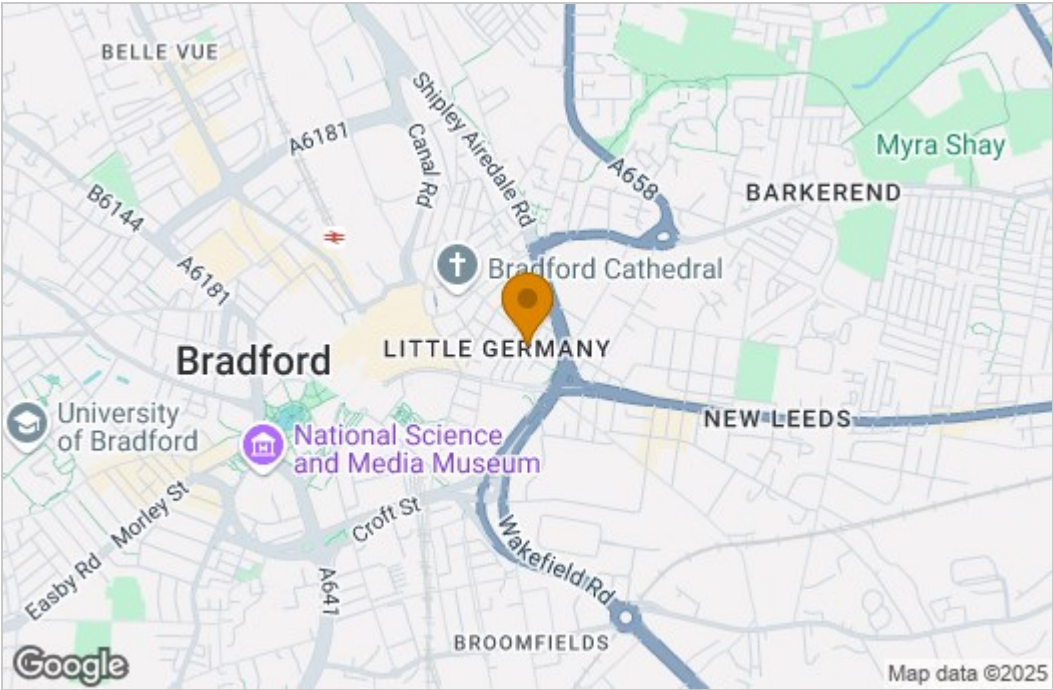 BELLE VUE
A6181
Canal Rd
Shipley Airedale Rd
A658
Myra Shay
BARKEREND
B6144
A6181
Bradford Cathedral
LITTLE GERMANY
Bradford
University
of Bradford
National Science
and Media Museum
NEW LEEDS
Morley St
Easby Rd
Croft St
A641
Wakefield Rd
BROOMFIELDS
Google
Map data ©2025